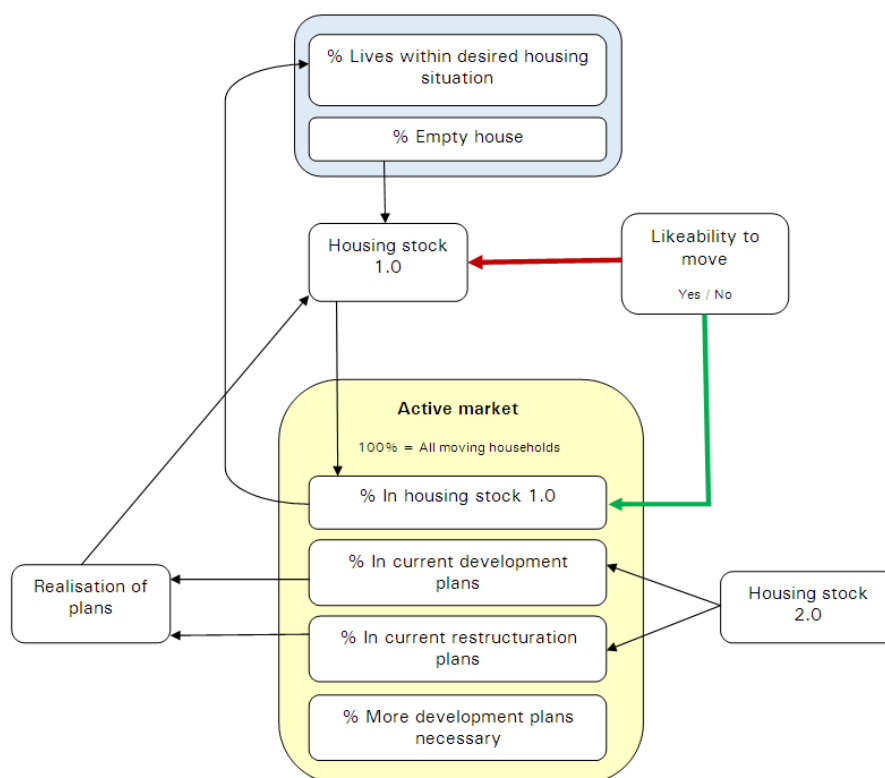 % Lives within desired housing
situation
% Empty house
Housing stock
1.0
Likeability to
move
Yes / No
Active market
100% = All moving households
% In housing stock 1.0
% In current development
plans
Realisation of
plans
Housing stock
2.0
% In current restructuration
plans
% More development plans
necessary